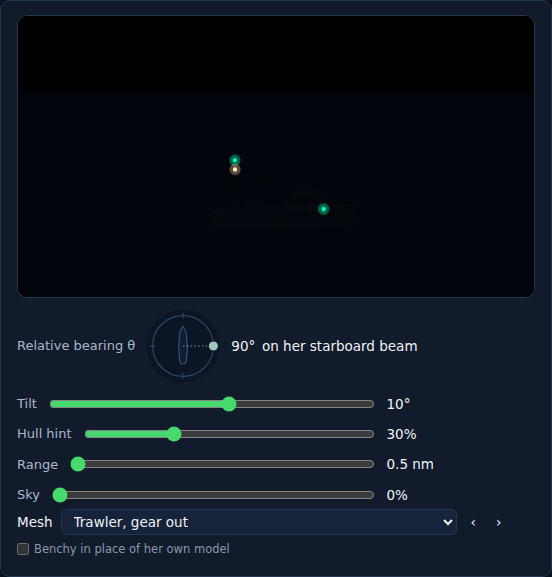 Relative bearing θ 90° on her starboard beam
Tilt 10°
Hull hint 30%
Range 0.5 nm
Sky 0%
Mesh Trawler, gear out ‹ ›
Benchy in place of her own model